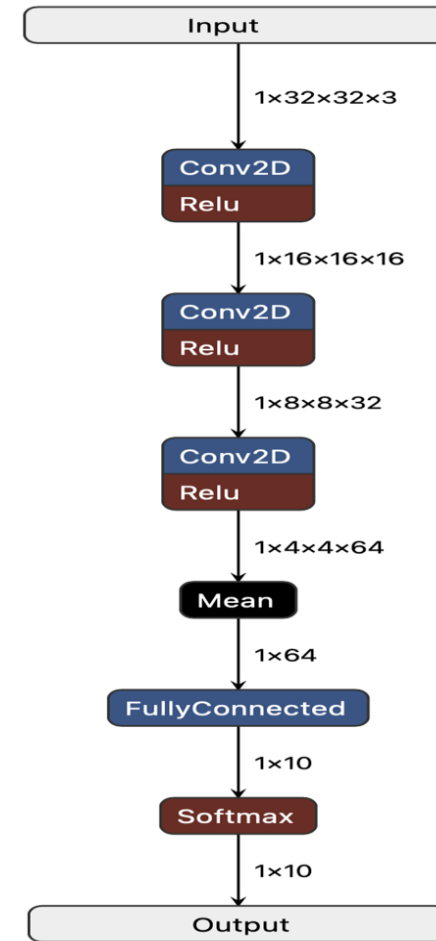 Input
1×32×32×3
Conv2D
Relu
1×16×16×16
Conv2D
Relu
1×8×8×32
Conv2D
Relu
1×4×4×64
Mean
1×64
FullyConnected
1×10
Softmax
1×10
Output